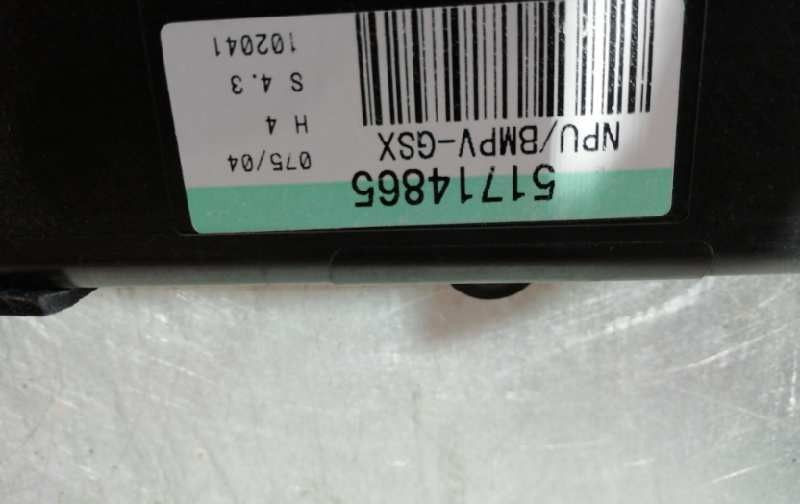 51714865
NPU/BMPV-GSX
075/04
H 4
S 4.3
102041